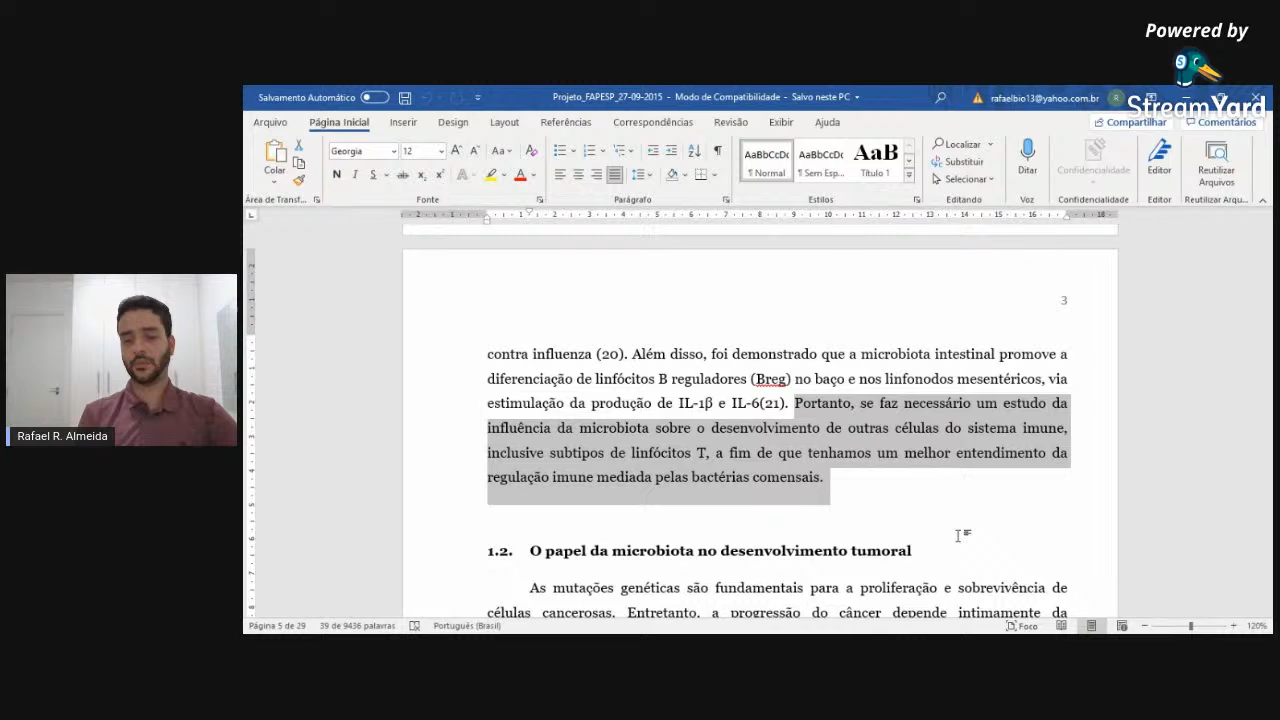 Powered by
StreamYard
Salvamento Automático
Projeto_FAPESP_27-09-2015 - Modo de Compatibilidade - Salvo neste PC
rafaelbio13@yahoo.com.br
R
Arquivo Página Inicial Inserir Design Layout Referências Correspondências Revisão Exibir Ajuda
Compartilhar Comentários
Colar
Georgia 12
AaBbCcDc AaBbCcDc AaB
Normal Sem Esp... Título 1
Localizar
Substituir
Selecionar
Ditar
Confidencialidade
Editor
Reutilizar Arquivos
Área de Transf... Fonte Parágrafo Estilos Editando Voz Confidencialidade Editor Reutilizar Arqu...
3
contra influenza (20). Além disso, foi demonstrado que a microbiota intestinal promove a
diferenciação de linfócitos B reguladores (Breg) no baço e nos linfonodos mesentéricos, via
estimulação da produção de IL-1β e IL-6(21). Portanto, se faz necessário um estudo da
influência da microbiota sobre o desenvolvimento de outras células do sistema imune,
inclusive subtipos de linfócitos T, a fim de que tenhamos um melhor entendimento da
regulação imune mediada pelas bactérias comensais.
1.2. O papel da microbiota no desenvolvimento tumoral
As mutações genéticas são fundamentais para a proliferação e sobrevivência de
células cancerosas. Entretanto, a progressão do câncer depende intimamente da
Página 5 de 29 39 de 9436 palavras Português (Brasil) Foco 120%
Rafael R. Almeida